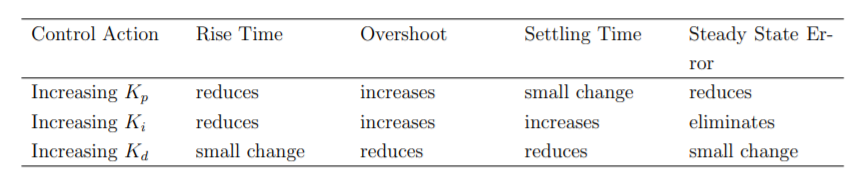 Control Action Rise Time Overshoot Settling Time Steady State Er-
ror
Increasing Kp reduces increases small change reduces
Increasing Ki reduces increases increases eliminates
Increasing Kd small change reduces reduces small change